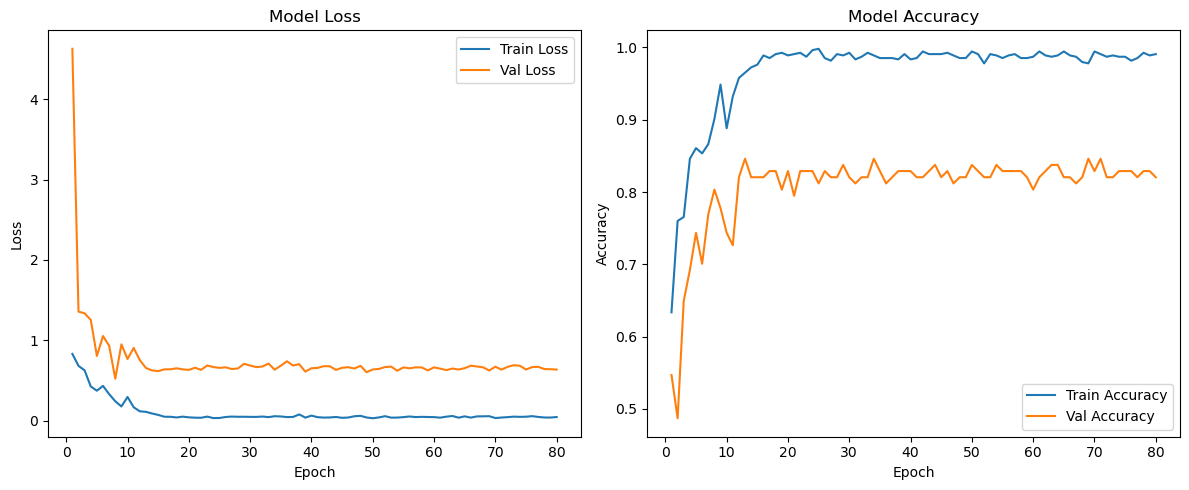 Model Loss
Train Loss
Val Loss
4
3
2
1
0
Loss
0 10 20 30 40 50 60 70 80
Epoch
Model Accuracy
1.0
0.9
0.8
0.7
0.6
0.5
Accuracy
Train Accuracy
Val Accuracy
0 10 20 30 40 50 60 70 80
Epoch